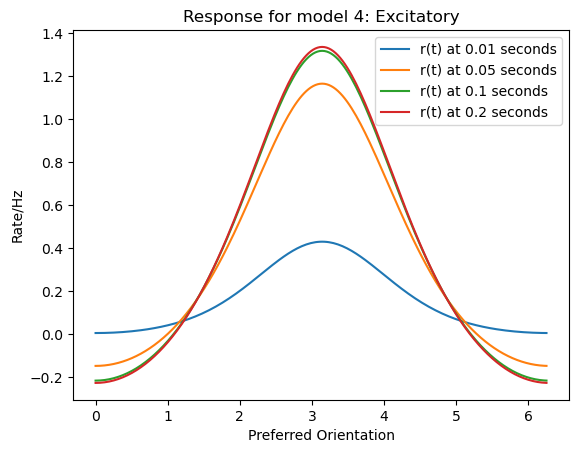 Response for model 4: Excitatory
r(t) at 0.01 seconds
r(t) at 0.05 seconds
r(t) at 0.1 seconds
r(t) at 0.2 seconds
Rate/Hz
1.4
1.2
1.0
0.8
0.6
0.4
0.2
0.0
−0.2
0 1 2 3 4 5 6
Preferred Orientation